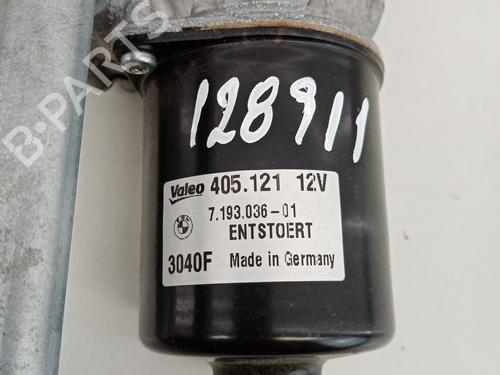 128911
Valeo 405.121 12V
7.193.036-01
ENTSTOERT
3040F Made in Germany
B-PARTS